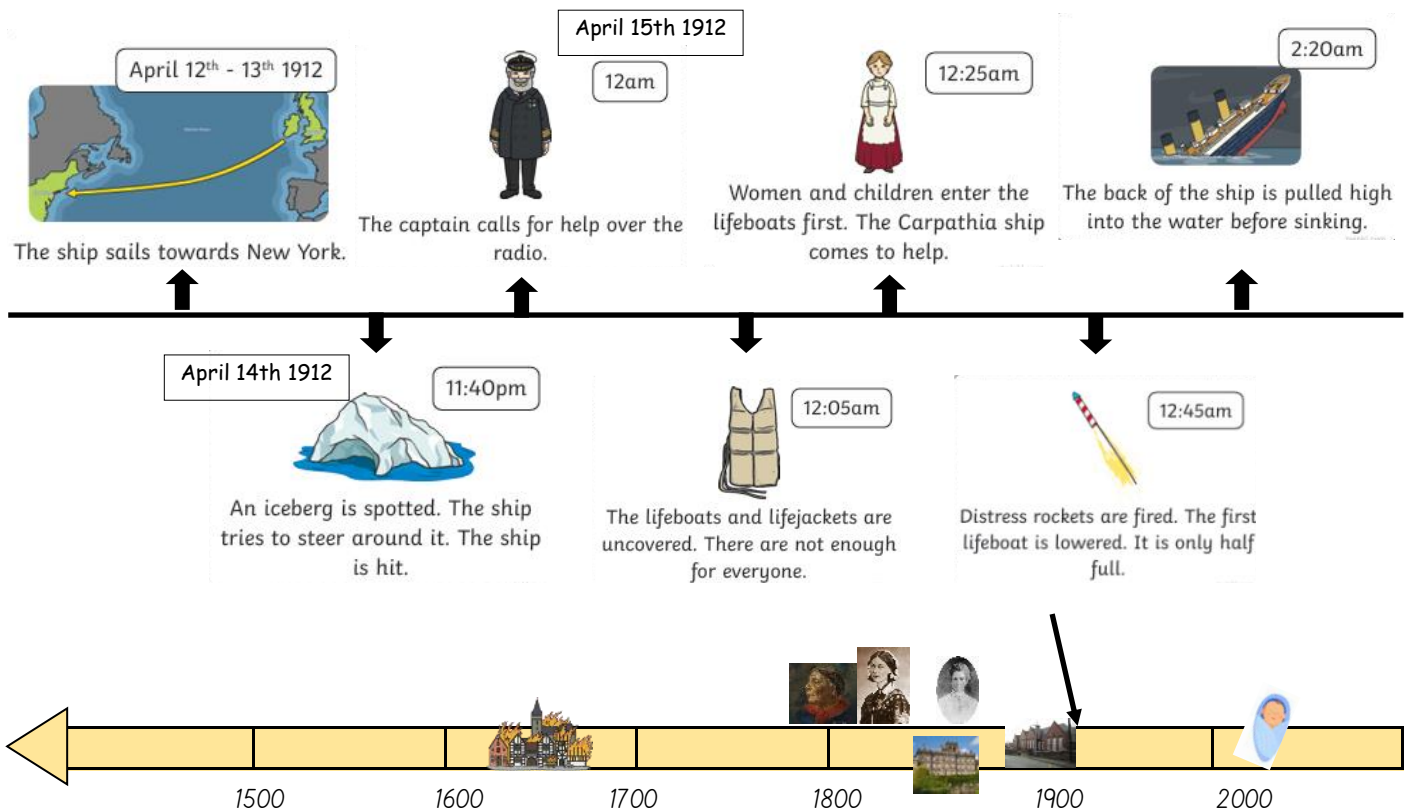 April 12th - 13th 1912
The ship sails towards New York.
April 15th 1912
12am
The captain calls for help over the
radio.
12:25am
Women and children enter the
lifeboats first. The Carpathia ship
comes to help.
2:20am
The back of the ship is pulled high
into the water before sinking.
April 14th 1912
11:40pm
An iceberg is spotted. The ship
tries to steer around it. The ship
is hit.
12:05am
The lifeboats and lifejackets are
uncovered. There are not enough
for everyone.
12:45am
Distress rockets are fired. The first
lifeboat is lowered. It is only half
full.
1500 1600 1700 1800 1900 2000